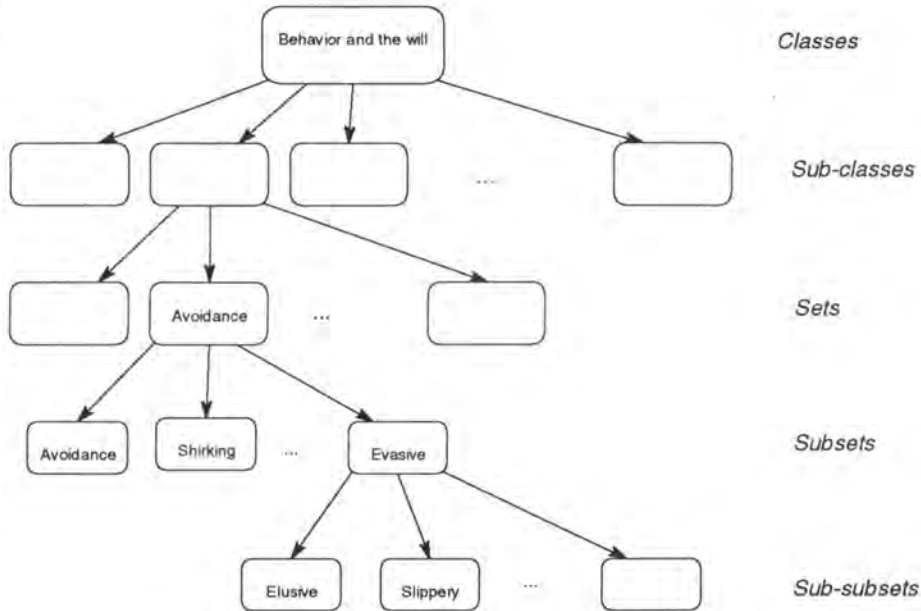 Behavior and the will
Classes
Sub-classes
....
Avoidance
...
Sets
Avoidance
Shirking
....
Evasive
Subsets
Elusive
Slippery
...
Sub-subsets